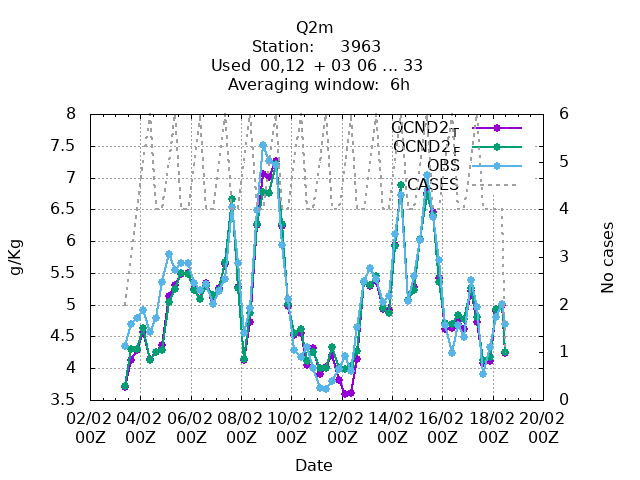 Q2m
Station: 3963
Used 00,12 + 03 06 ... 33
Averaging window: 6h
g/Kg
8
7.5
7
6.5
6
5.5
5
4.5
4
3.5
OCND2_T
OCND2_F
OBS
CASES
6
5
4
3
2
1
0
No cases
02/02 04/02 06/02 08/02 10/02 12/02 14/02 16/02 18/02 20/02
00Z 00Z 00Z 00Z 00Z 00Z 00Z 00Z 00Z 00Z
Date